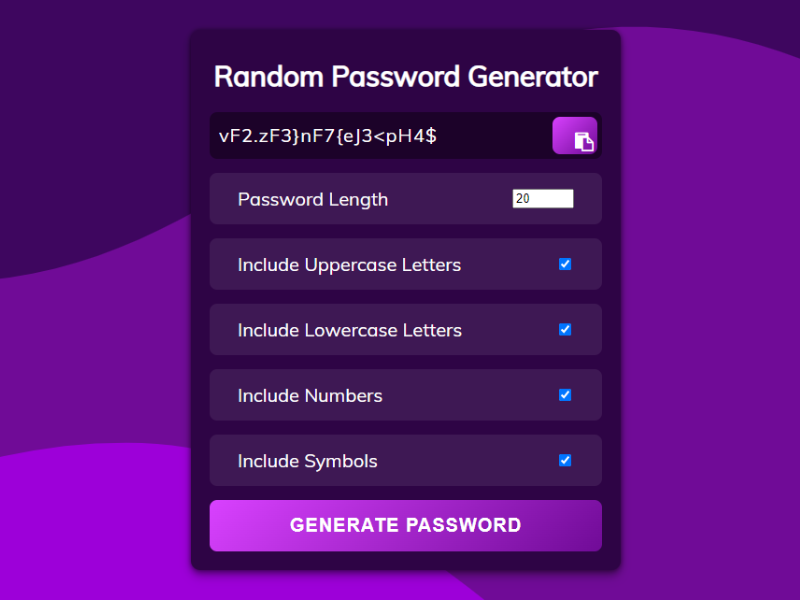 Random Password Generator
vF2.zF3}nF7{eJ3<pH4$
Password Length 20
Include Uppercase Letters
Include Lowercase Letters
Include Numbers
Include Symbols
GENERATE PASSWORD